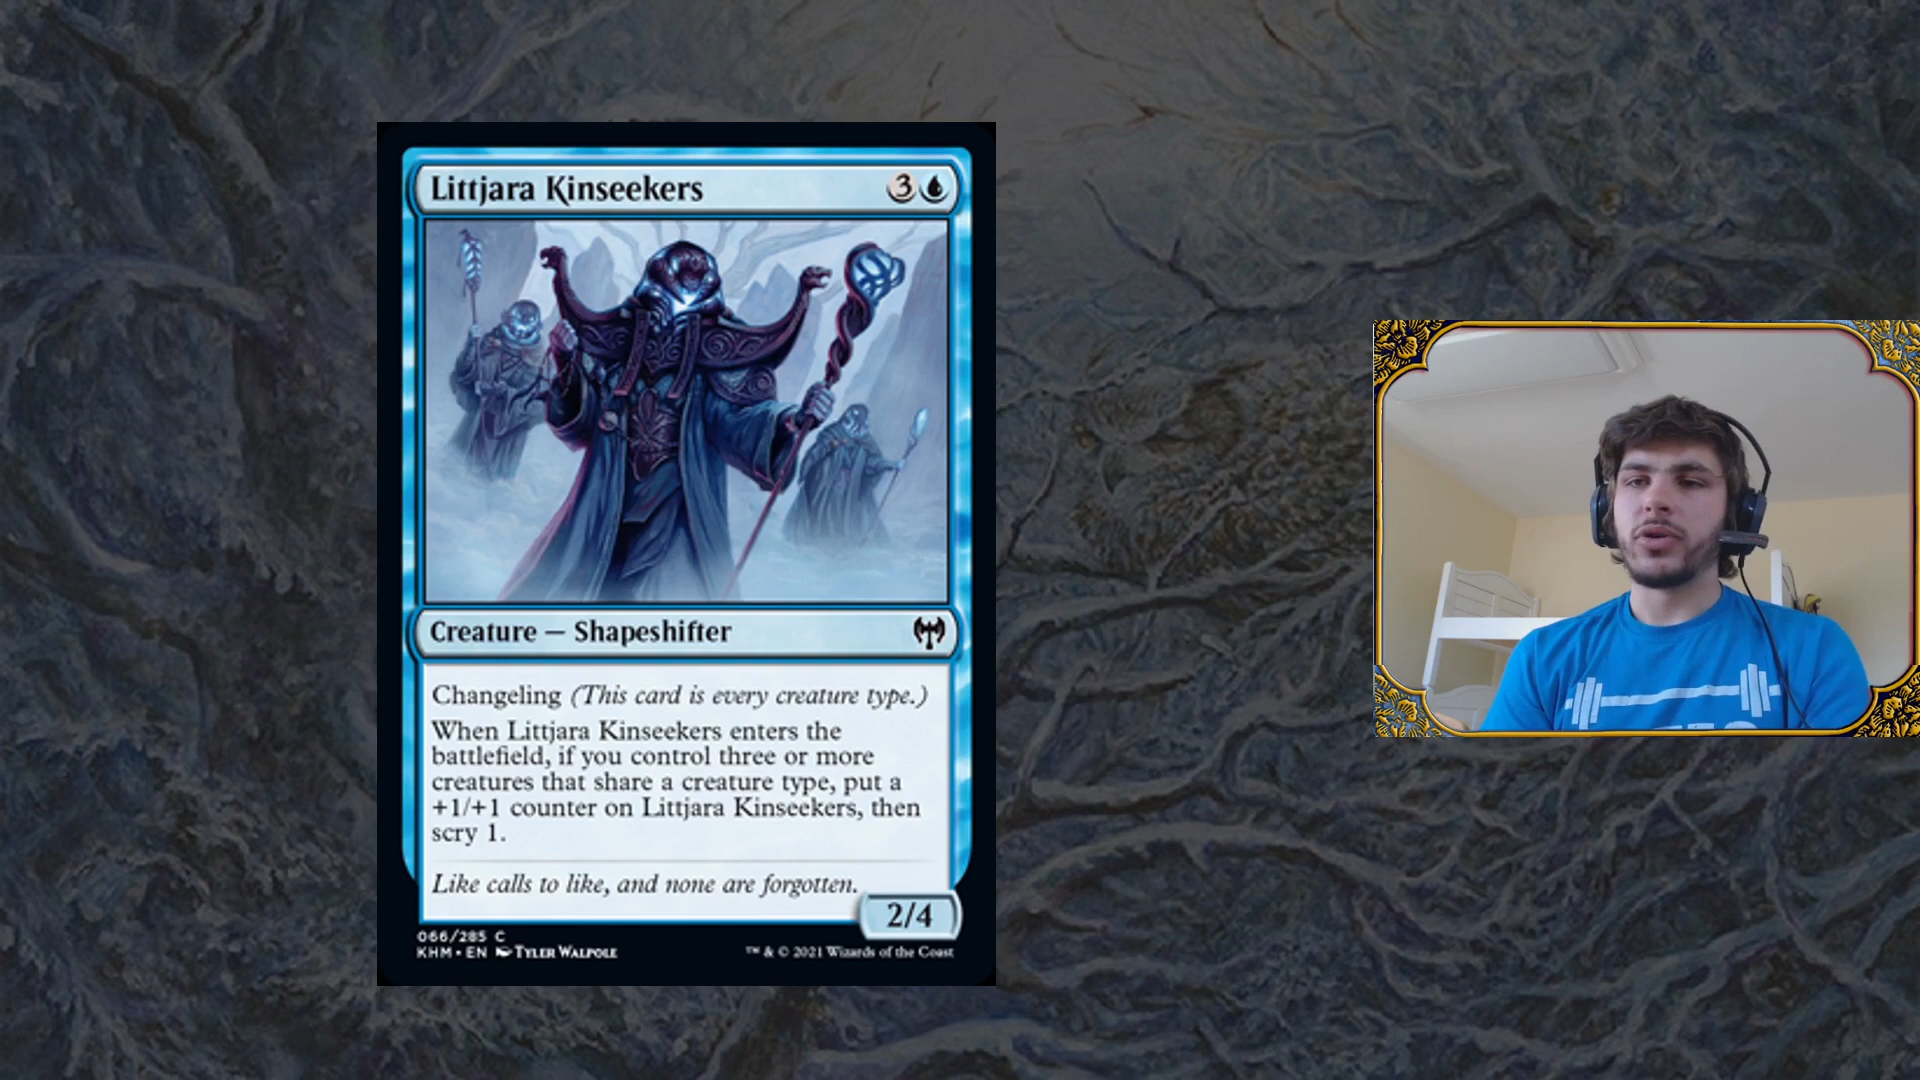 Littjara Kinseekers 3
Creature — Shapeshifter
Changeling (This card is every creature type.)
When Littjara Kinseekers enters the
battlefield, if you control three or more
creatures that share a creature type, put a
+1/+1 counter on Littjara Kinseekers, then
scry 1.
Like calls to like, and none are forgotten.
2/4
066/285 C
KHM • EN Tyler Walpole
™ & © 2021 Wizards of the Coast